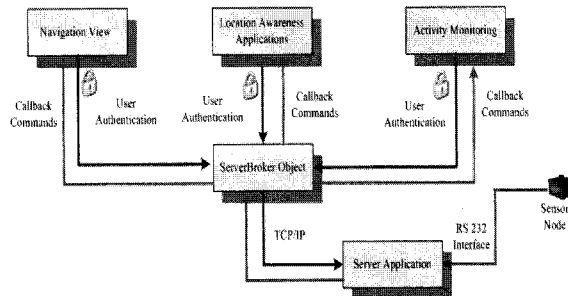 Navigation View
Location Awareness
Applications
Activity Monitoring
Callback
Commands
User
Authentication
User
Authentication
Callback
Commands
User
Authentication
Callback
Commands
ServerBroker Object
TCP/IP
RS 232
Interface
Sensor
Node
Server Application